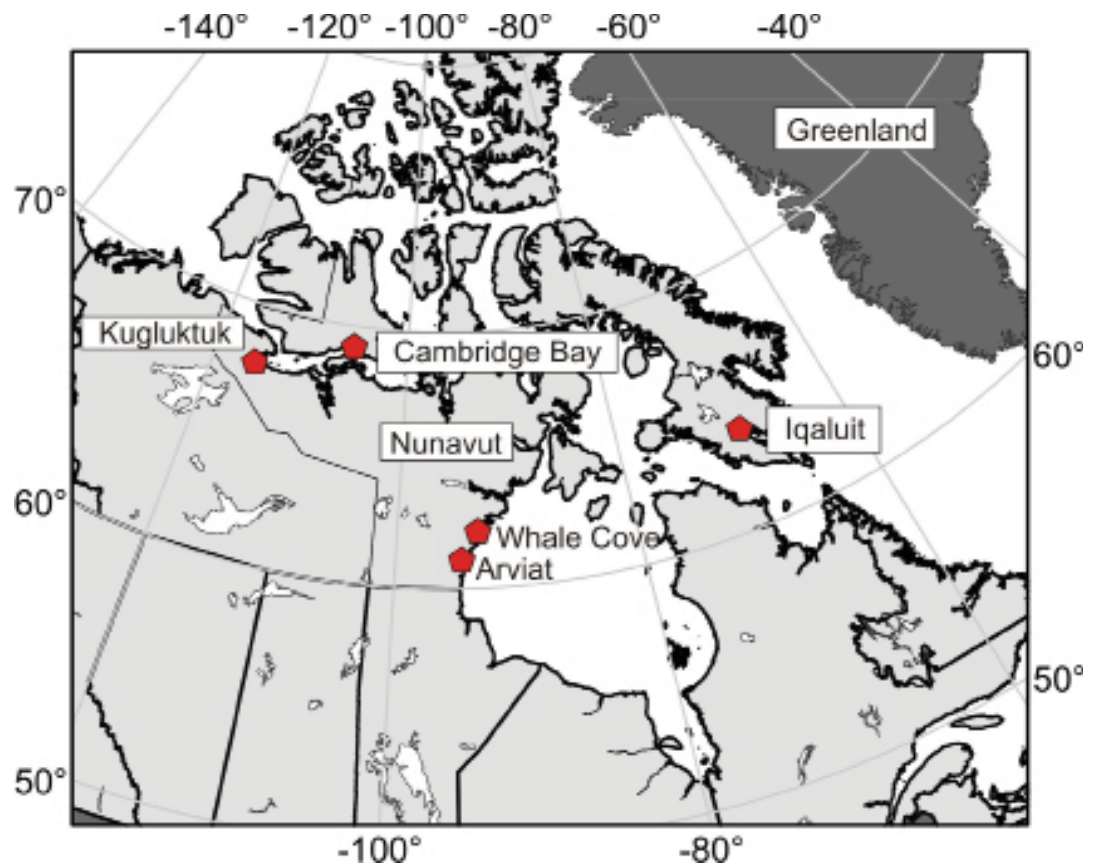 -140° -120° -100° -80° -60° -40°
Greenland
70°
Kugluktuk
Cambridge Bay
60°
Iqaluit
Nunavut
60°
Whale Cove
Arviat
50°
50°
-100° -80°